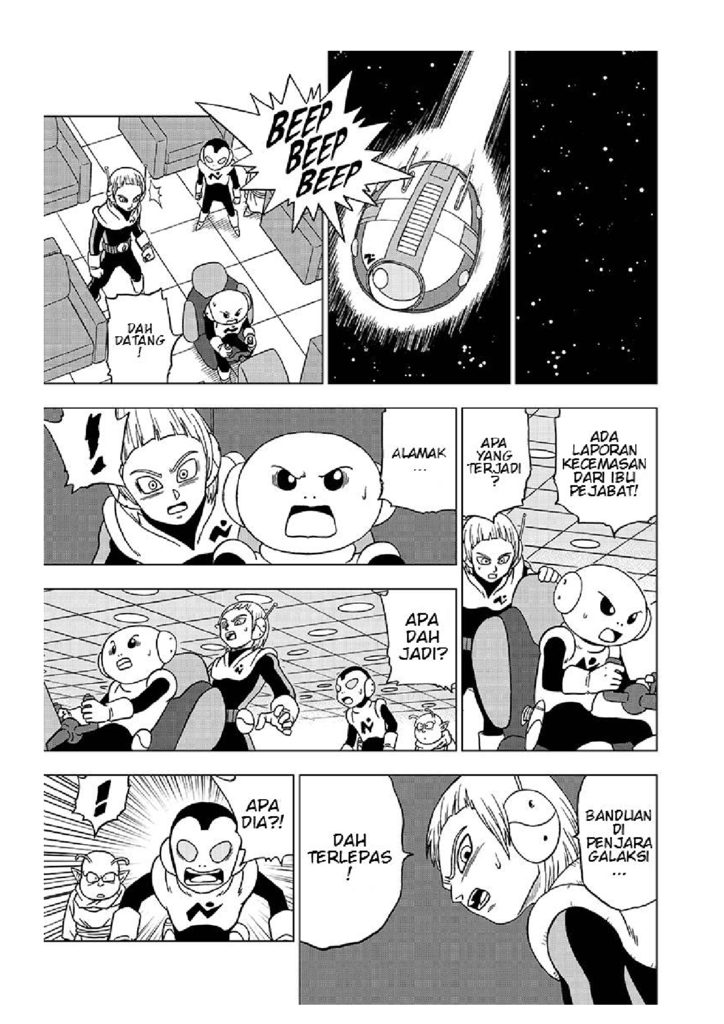 BEEP
BEEP
BEEP
DAH
DATANG
!
ADA
LAPORAN
KECEMASAN
DARI IBU
PEJABAT!
APA
YANG
TERJADI
?
ALAMAK
...
!
APA
DAH
JADI?
BANDUAN
DI
PENJARA
GALAKSI
...
DAH
TERLEPAS
!
APA
DIA?!
!